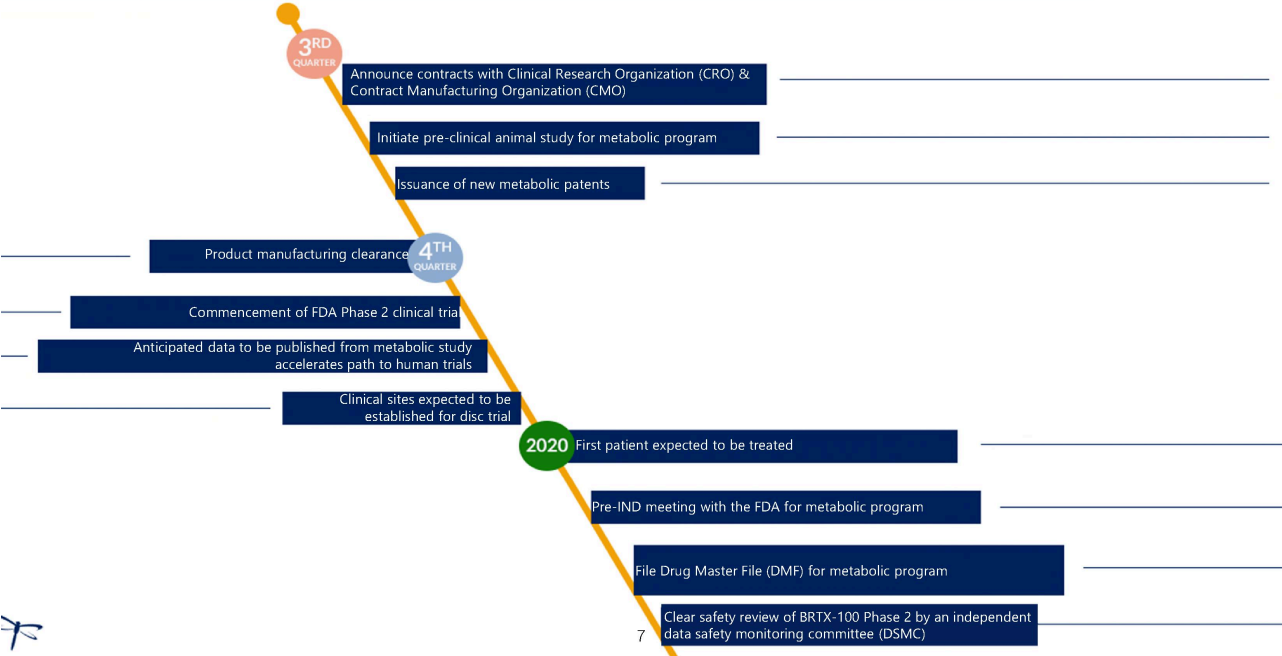 3RD
QUARTER
Announce contracts with Clinical Research Organization (CRO) &
Contract Manufacturing Organization (CMO)
Initiate pre-clinical animal study for metabolic program
Issuance of new metabolic patents
Product manufacturing clearance
4TH
QUARTER
Commencement of FDA Phase 2 clinical trial
Anticipated data to be published from metabolic study
accelerates path to human trials
Clinical sites expected to be
established for disc trial
2020
First patient expected to be treated
Pre-IND meeting with the FDA for metabolic program
File Drug Master File (DMF) for metabolic program
Clear safety review of BRTX-100 Phase 2 by an independent
data safety monitoring committee (DSMC)
7